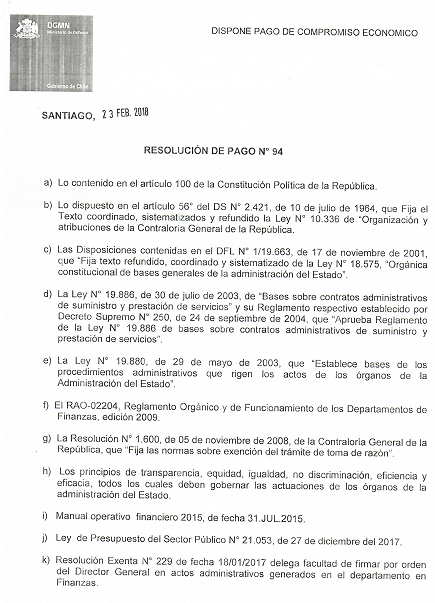 DGMN
Ministerio de Defensa
Gobierno de Chile
DISPONE PAGO DE COMPROMISO ECONOMICO
SANTIAGO, 23 FEB. 2018
RESOLUCIÓN DE PAGO N° 94
a) Lo contenido en el artículo 100 de la Constitución Política de la República.
b) Lo dispuesto en el artículo 56° del DS N° 2.421, de 10 de julio de 1964, que Fija el
Texto coordinado, sistematizados y refundido la Ley N° 10.336 de “Organización y
atribuciones de la Contraloría General de la República.
c) Las Disposiciones contenidas en el DFL N° 1/19.663, de 17 de noviembre de 2001,
que “Fija texto refundido, coordinado y sistematizado de la Ley N° 18.575, “Orgánica
constitucional de bases generales de la administración del Estado”.
d) La Ley N° 19.886, de 30 de julio de 2003, de “Bases sobre contratos administrativos
de suministro y prestación de servicios” y su Reglamento respectivo establecido por
Decreto Supremo N° 250, de 24 de septiembre de 2004, que “Aprueba Reglamento
de la Ley N° 19.886 de bases sobre contratos administrativos de suministro y
prestación de servicios”.
e) La Ley N° 19.880, de 29 de mayo de 2003, que “Establece bases de los
procedimientos administrativos que rigen los actos de los órganos de la
Administración del Estado”.
f) El RAO-02204, Reglamento Orgánico y de Funcionamiento de los Departamentos de
Finanzas, edición 2009.
g) La Resolución N° 1.600, de 05 de noviembre de 2008, de la Contraloría General de la
República, que “Fija las normas sobre exención del trámite de toma de razón”.
h) Los principios de transparencia, equidad, igualdad, no discriminación, eficiencia y
eficacia, todos los cuales deben gobernar las actuaciones de los órganos de la
administración del Estado.
i) Manual operativo financiero 2015, de fecha 31.JUL.2015.
j) Ley de Presupuesto del Sector Público N° 21.053, de 27 de diciembre del 2017.
k) Resolución Exenta N° 229 de fecha 18/01/2017 delega facultad de firmar por orden
del Director General en actos administrativos generados en el departamento en
Finanzas.